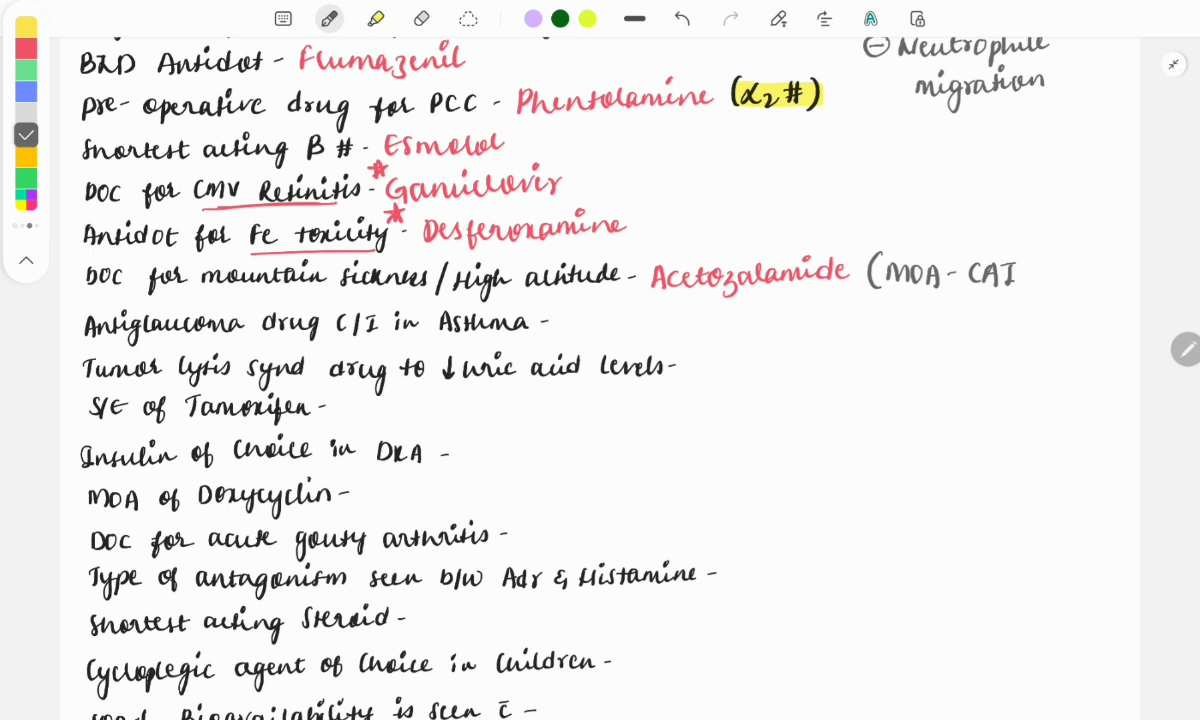 BZD Antidot - Flumazenil
⊖ Neutrophile
migration
Pre-operative drug for PCC - Phentolamine (α2 #)
Shortest acting β # - Esmolol
DOC for CMV Retinitis - * Ganciclovir
Antidot for Fe toxicity * - Desferoxamine
DOC for mountain sickness / High altitude - Acetozalamide (MOA - CAI
Antiglaucoma drug C/I in Asthma -
Tumor lysis synd drug to ↓ uric acid levels -
S/E of Tamoxifen -
Insulin of Choice in DKA -
MOA of Doxycyclin -
DOC for acute gouty arthritis -
Type of antagonism seen b/w Adr & Histamine -
Shortest acting Steroid -
Cycloplegic agent of Choice in Children -
Bioavailability is seen c̄ -